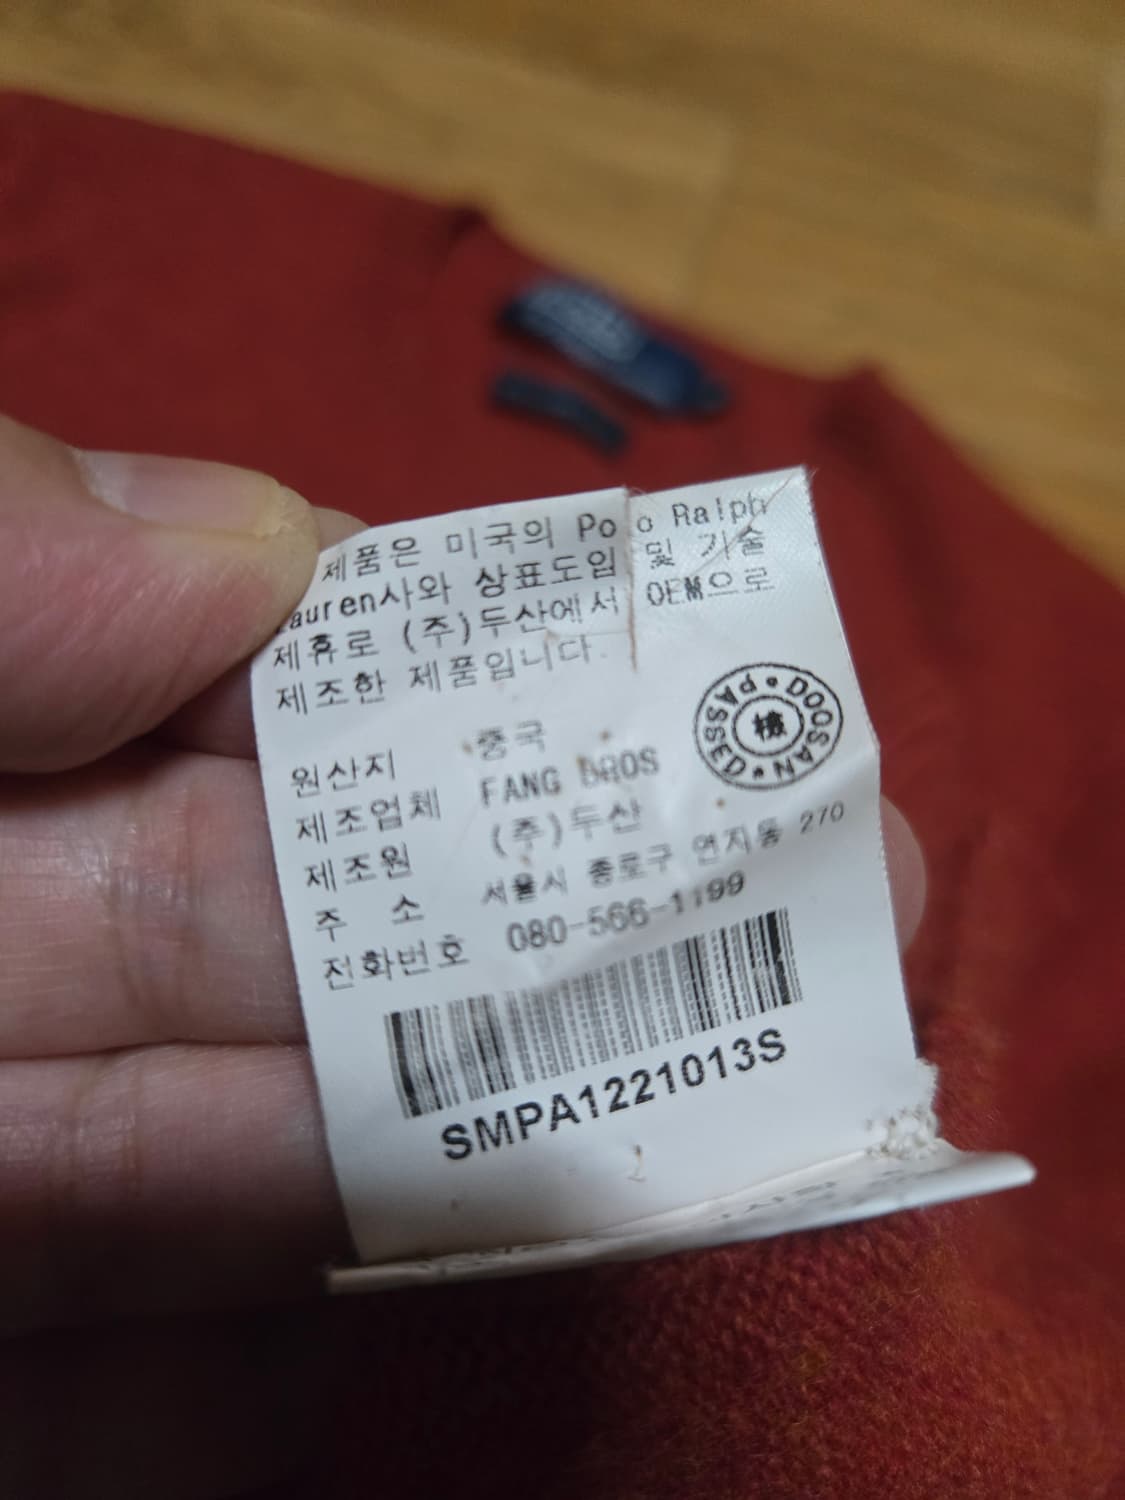 제품은 미국의 Polo Ralph
Lauren사와 상표도입 및 기술
제휴로 (주)두산에서 OEM으로
제조한 제품입니다.
DOOSAN PASSED
檢
원산지 중국
제조업체 FANG BROS
제조원 (주)두산
주 소 서울시 종로구 연지동 270
전화번호 080-566-1199
SMPA1221013S